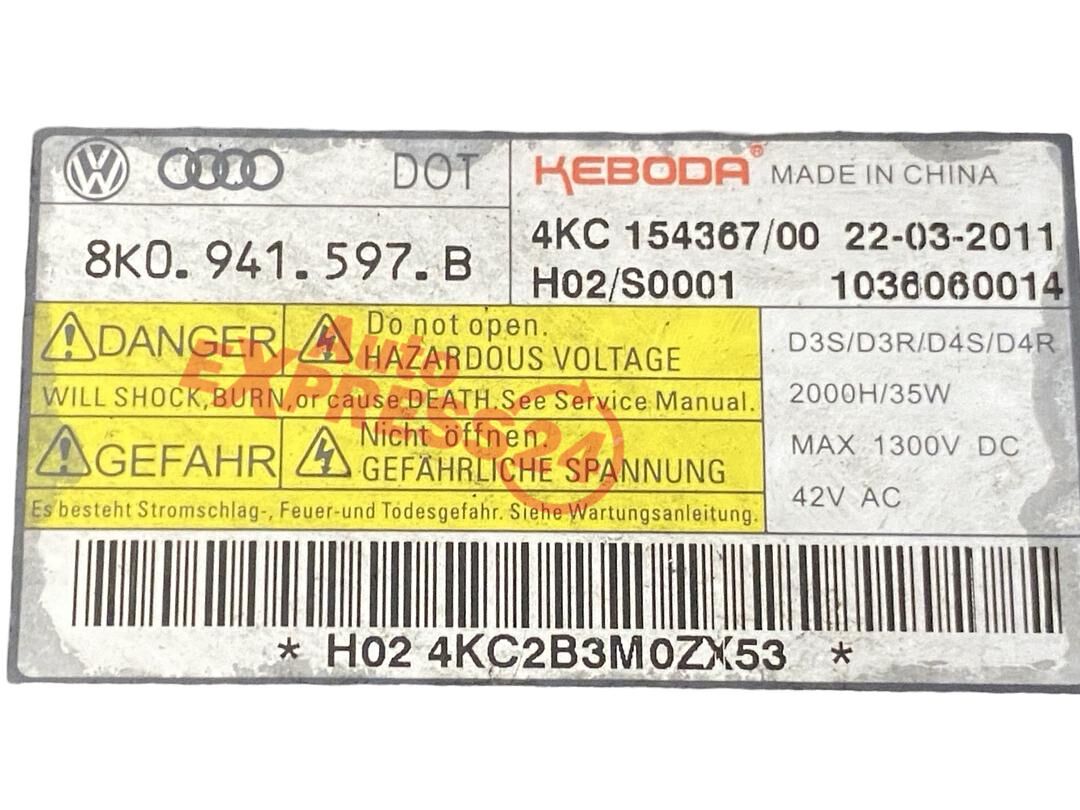 DOT
KEBODA® MADE IN CHINA
8K0.941.597.B
4KC 154367/00 22-03-2011
H02/S0001 1036060014
DANGER
Do not open.
HAZARDOUS VOLTAGE
WILL SHOCK,BURN,or cause DEATH.See Service Manual.
GEFAHR
Nicht öffnen.
GEFÄHRLICHE SPANNUNG
Es besteht Stromschlag-, Feuer-und Todesgefahr. Siehe Wartungsanleitung.
D3S/D3R/D4S/D4R
2000H/35W
MAX 1300V DC
42V AC
* H02 4KC2B3M0ZX53 *
Auto
EXPRESS24